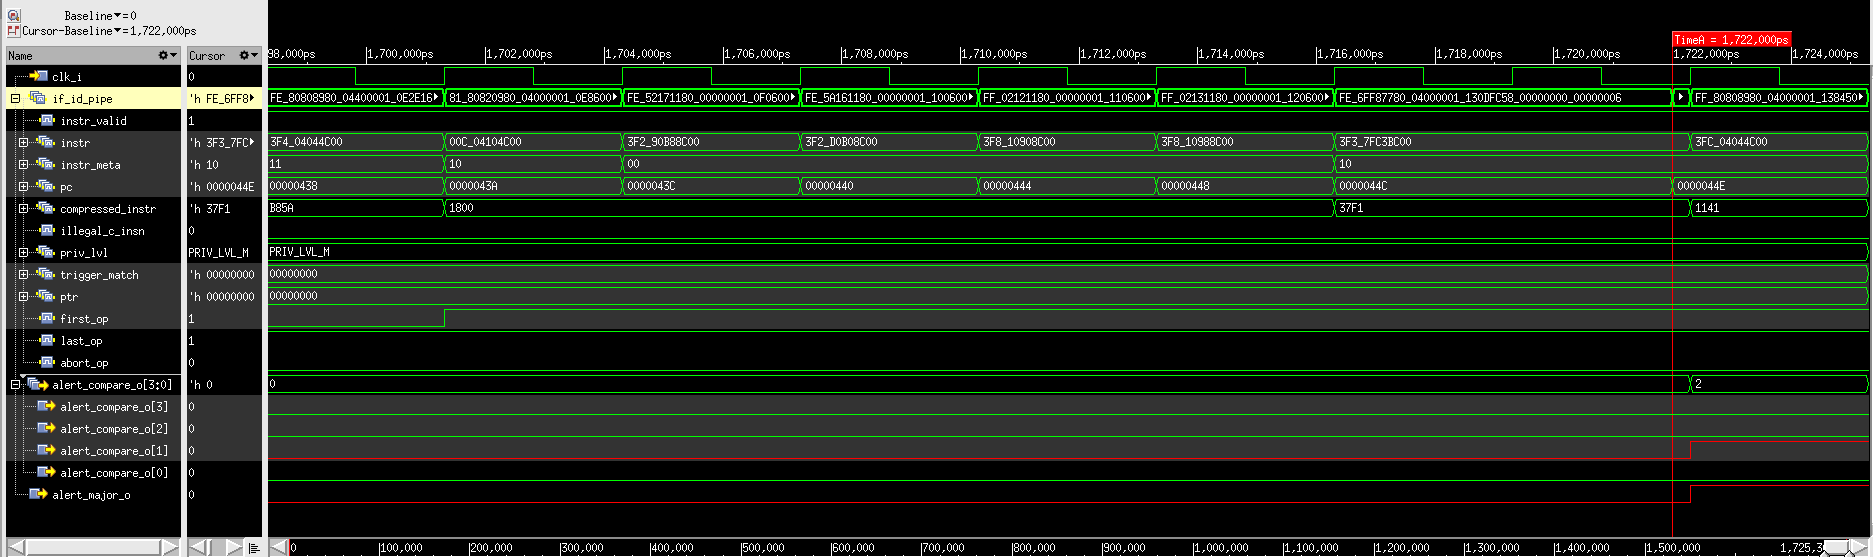 Baseline▼=0
Cursor-Baseline▼=1,722,000ps
Name Cursor 98,000ps 1,700,000ps 1,702,000ps 1,704,000ps 1,706,000ps 1,708,000ps 1,710,000ps 1,712,000ps 1,714,000ps 1,716,000ps 1,718,000ps 1,720,000ps 1,722,000ps 1,724,000ps
TimeA = 1,722,000ps
clk_i 0
if_id_pipe 'h FE_6FF8 FE_80808980_04400001_0E2E16 81_80820980_04000001_0E8600 FE_52171180_00000001_0F0600 FE_5A161180_00000001_100600 FF_02121180_00000001_110600 FF_02131180_00000001_120600 FE_6FF87780_04000001_130DFC58_00000000_00000006 FF_80808980_04000001_138450
instr_valid 1
instr 'h 3F3_7FC 3F4_04044C00 00C_04104C00 3F2_90B88C00 3F2_D0B08C00 3F8_10908C00 3F8_10988C00 3F3_7FC3BC00 3FC_04044C00
instr_meta 'h 10 11 10 00 10
pc 'h 0000044E 00000438 0000043A 0000043C 00000440 00000444 00000448 0000044C 0000044E
compressed_instr 'h 37F1 B85A 1800 37F1 1141
illegal_c_insn 0
priv_lvl PRIV_LVL_M PRIV_LVL_M
trigger_match 'h 00000000 00000000
ptr 'h 00000000 00000000
first_op 1
last_op 1
abort_op 0
alert_compare_o[3:0] 'h 0 0 2
alert_compare_o[3] 0
alert_compare_o[2] 0
alert_compare_o[1] 0
alert_compare_o[0] 0
alert_major_o 0
0 100,000 200,000 300,000 400,000 500,000 600,000 700,000 800,000 900,000 1,000,000 1,100,000 1,200,000 1,300,000 1,400,000 1,500,000 1,725,3